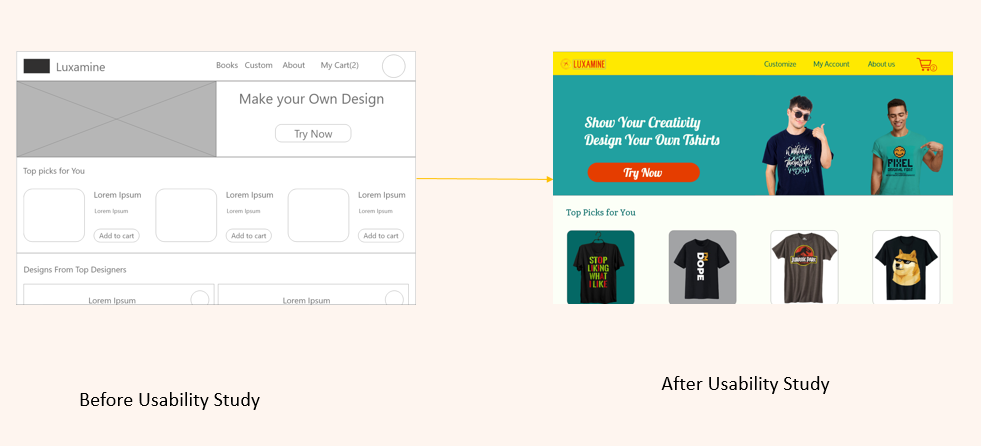 Luxamine
Books Custom About My Cart(2)
Make your Own Design
Try Now
Top picks for You
Lorem Ipsum
Lorem Ipsum
Add to cart
Lorem Ipsum
Lorem Ipsum
Add to cart
Lorem Ipsum
Lorem Ipsum
Add to cart
Designs From Top Designers
Lorem Ipsum
Lorem Ipsum
Before Usability Study
LUXAMINE
Customize My Account About us
Show Your Creativity
Design Your Own Tshirts
Try Now
PIXEL
Top Picks for You
STOP
LIKING
WHAT
I LIKE
DOPE
JURASSIC PARK
After Usability Study